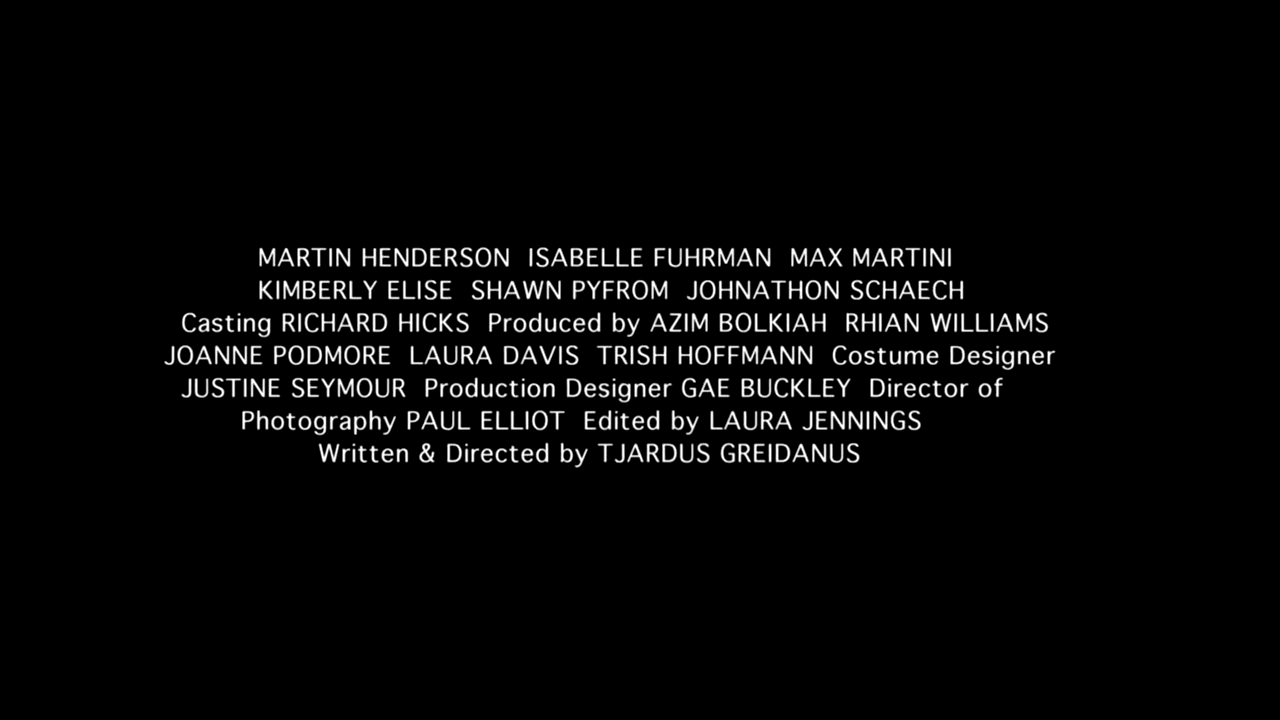 MARTIN HENDERSON  ISABELLE FUHRMAN  MAX MARTINI
KIMBERLY ELISE  SHAWN PYFROM  JOHNATHON SCHAECH
Casting RICHARD HICKS  Produced by AZIM BOLKIAH  RHIAN WILLIAMS
JOANNE PODMORE  LAURA DAVIS  TRISH HOFFMANN  Costume Designer
JUSTINE SEYMOUR  Production Designer GAE BUCKLEY  Director of
Photography PAUL ELLIOT  Edited by LAURA JENNINGS
Written & Directed by TJARDUS GREIDANUS